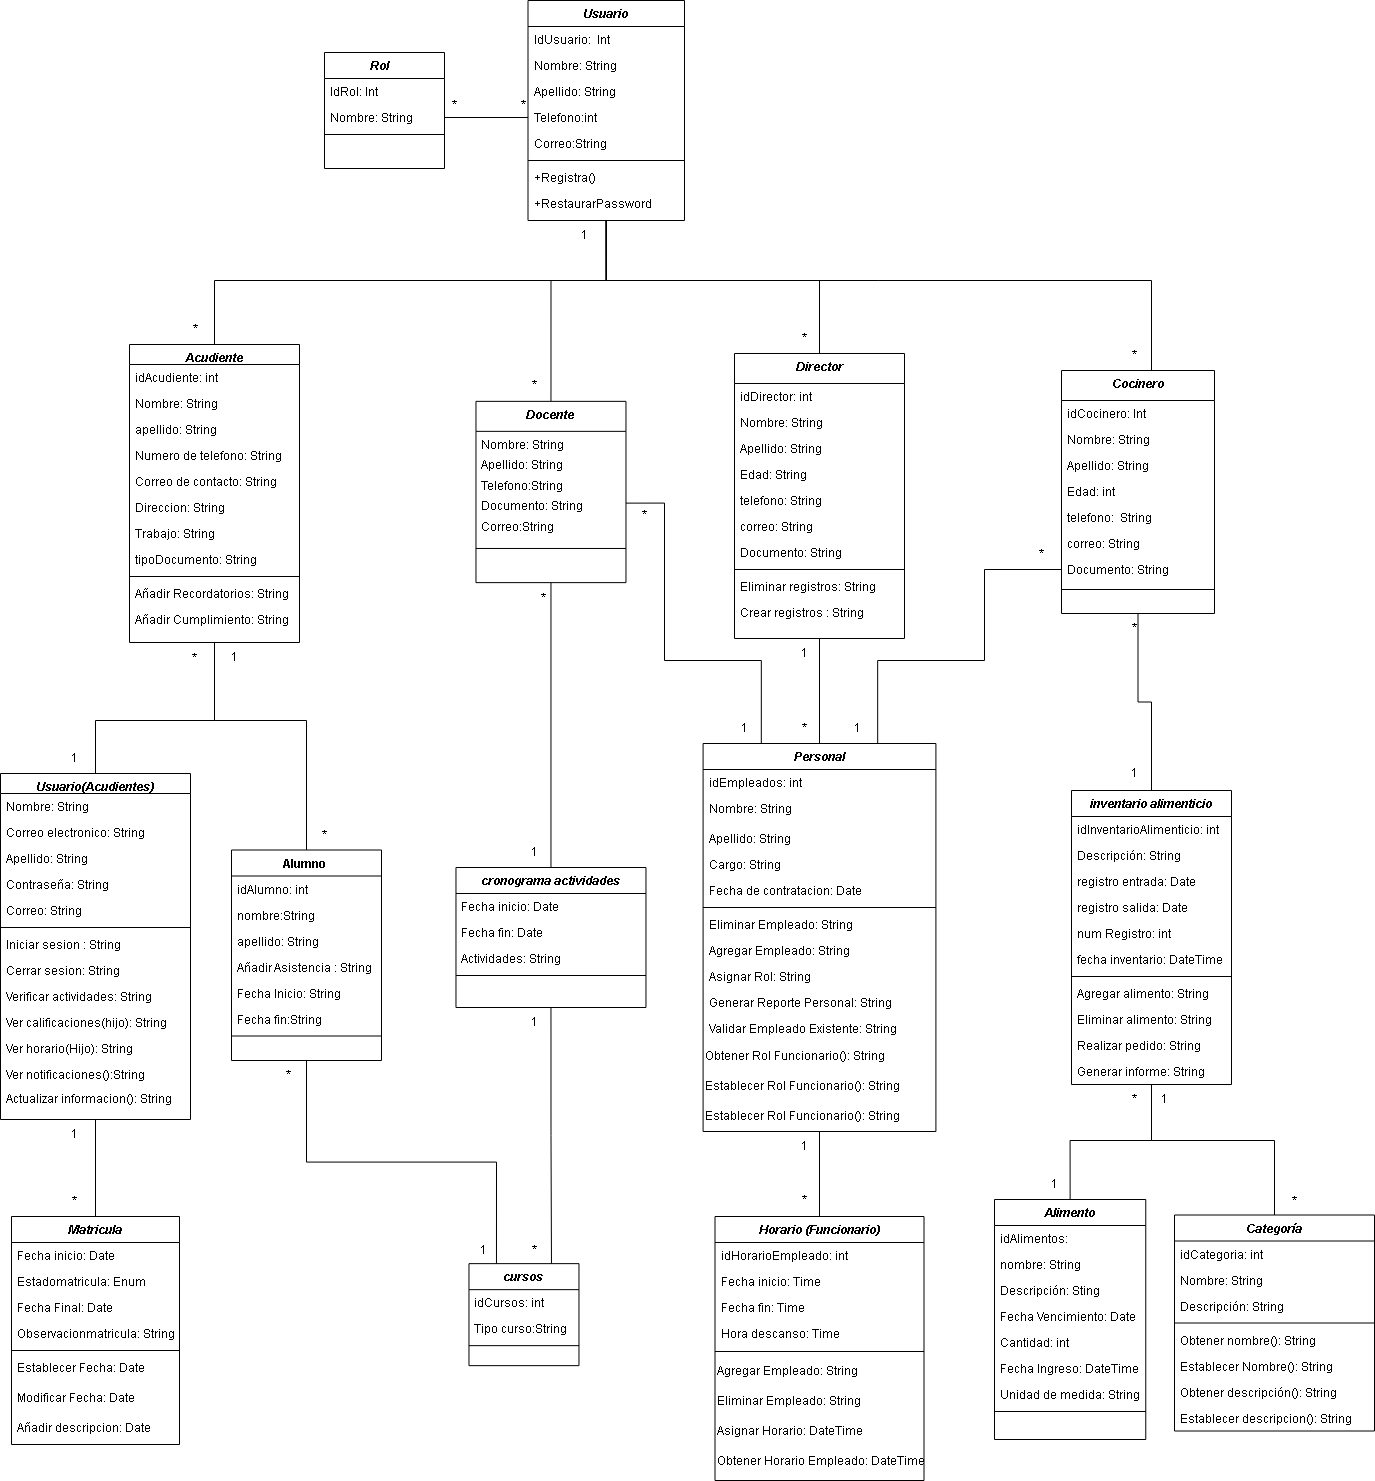 Usuario
IdUsuario: Int
Nombre: String
Apellido: String
Telefono:int
Correo:String
+Registra()
+RestaurarPassword
Rol
IdRol: Int
Nombre: String
*
*
1
*
*
*
*
Acudiente
idAcudiente: int
Nombre: String
apellido: String
Numero de telefono: String
Correo de contacto: String
Direccion: String
Trabajo: String
tipoDocumento: String
Añadir Recordatorios: String
Añadir Cumplimiento: String
*
1
Docente
Nombre: String
Apellido: String
Telefono:String
Documento: String
Correo:String
*
*
Director
idDirector: int
Nombre: String
Apellido: String
Edad: String
telefono: String
correo: String
Documento: String
Eliminar registros: String
Crear registros : String
1
Cocinero
idCocinero: Int
Nombre: String
Apellido: String
Edad: int
telefono: String
correo: String
Documento: String
*
*
1
*
1
*
1
1
1
Usuario(Acudientes)
Nombre: String
Correo electronico: String
Apellido: String
Contraseña: String
Correo: String
Iniciar sesion : String
Cerrar sesion: String
Verificar actividades: String
Ver calificaciones(hijo): String
Ver horario(Hijo): String
Ver notificaciones():String
Actualizar informacion(): String
1
*
Alumno
idAlumno: int
nombre:String
apellido: String
Añadir Asistencia : String
Fecha Inicio: String
Fecha fin:String
*
1
cronograma actividades
Fecha inicio: Date
Fecha fin: Date
Actividades: String
1
*
Personal
idEmpleados: int
Nombre: String
Apellido: String
Cargo: String
Fecha de contratacion: Date
Eliminar Empleado: String
Agregar Empleado: String
Asignar Rol: String
Generar Reporte Personal: String
Validar Empleado Existente: String
Obtener Rol Funcionario(): String
Establecer Rol Funcionario(): String
Establecer Rol Funcionario(): String
1
*
inventario alimenticio
idInventarioAlimenticio: int
Descripción: String
registro entrada: Date
registro salida: Date
num Registro: int
fecha inventario: DateTime
Agregar alimento: String
Eliminar alimento: String
Realizar pedido: String
Generar informe: String
*
1
1
*
Matricula
Fecha inicio: Date
Estadomatricula: Enum
Fecha Final: Date
Observacionmatricula: String
Establecer Fecha: Date
Modificar Fecha: Date
Añadir descripcion: Date
cursos
idCursos: int
Tipo curso:String
Horario (Funcionario)
idHorarioEmpleado: int
Fecha inicio: Time
Fecha fin: Time
Hora descanso: Time
Agregar Empleado: String
Eliminar Empleado: String
Asignar Horario: DateTime
Obtener Horario Empleado: DateTime
Alimento
idAlimentos:
nombre: String
Descripción: Sting
Fecha Vencimiento: Date
Cantidad: int
Fecha Ingreso: DateTime
Unidad de medida: String
Categoría
idCategoria: int
Nombre: String
Descripción: String
Obtener nombre(): String
Establecer Nombre(): String
Obtener descripción(): String
Establecer descripcion(): String